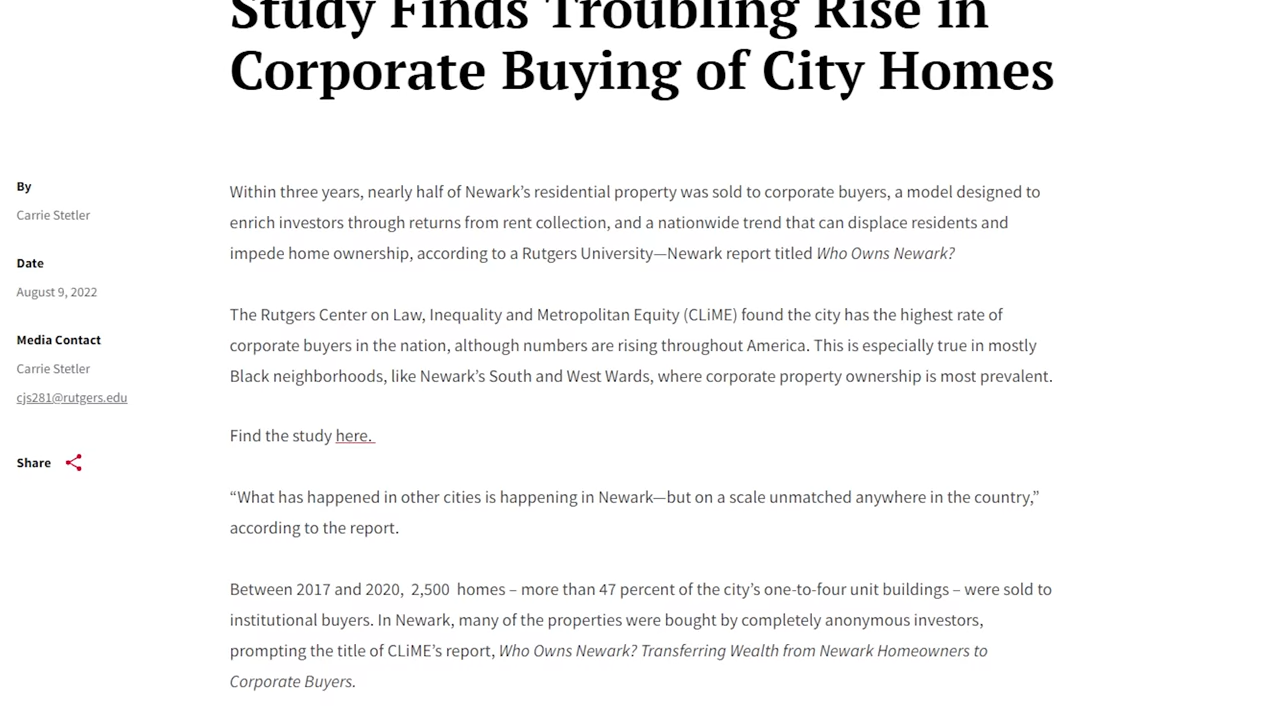 Study Finds Troubling Rise in
Corporate Buying of City Homes
By
Carrie Stetler
Date
August 9, 2022
Media Contact
Carrie Stetler
cjs281@rutgers.edu
Share
Within three years, nearly half of Newark’s residential property was sold to corporate buyers, a model designed to
enrich investors through returns from rent collection, and a nationwide trend that can displace residents and
impede home ownership, according to a Rutgers University—Newark report titled Who Owns Newark?
The Rutgers Center on Law, Inequality and Metropolitan Equity (CLiME) found the city has the highest rate of
corporate buyers in the nation, although numbers are rising throughout America. This is especially true in mostly
Black neighborhoods, like Newark’s South and West Wards, where corporate property ownership is most prevalent.
Find the study here.
“What has happened in other cities is happening in Newark—but on a scale unmatched anywhere in the country,”
according to the report.
Between 2017 and 2020,  2,500  homes – more than 47 percent of the city’s one-to-four unit buildings – were sold to
institutional buyers. In Newark, many of the properties were bought by completely anonymous investors,
prompting the title of CLiME’s report, Who Owns Newark? Transferring Wealth from Newark Homeowners to
Corporate Buyers.